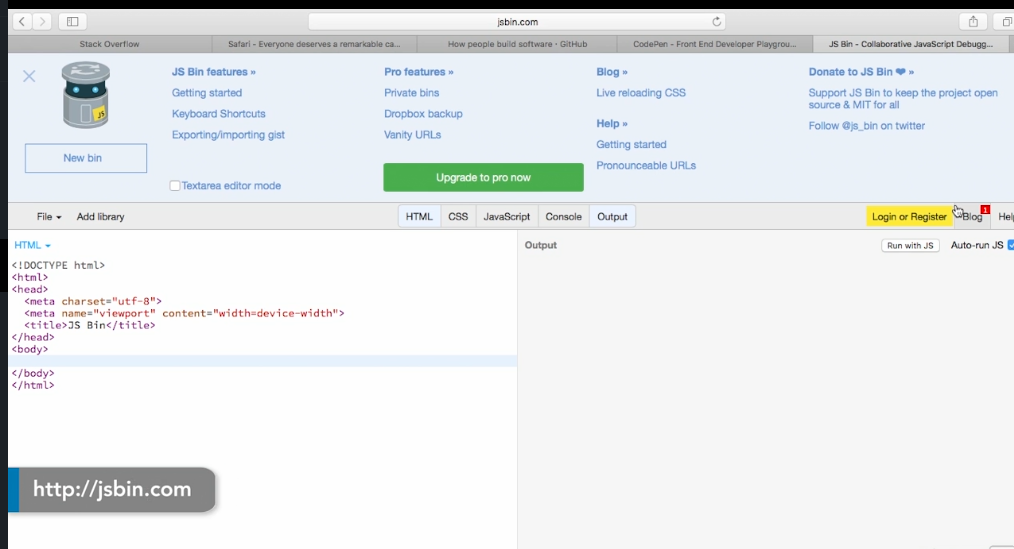 jsbin.com
Stack Overflow
Safari - Everyone deserves a remarkable ca...
How people build software · GitHub
CodePen - Front End Developer Playgrou...
JS Bin - Collaborative JavaScript Debugg...
JS Bin features »
Getting started
Keyboard Shortcuts
Exporting/importing gist
Textarea editor mode
Pro features »
Private bins
Dropbox backup
Vanity URLs
Upgrade to pro now
Blog »
Live reloading CSS
Help »
Getting started
Pronounceable URLs
Donate to JS Bin ❤ »
Support JS Bin to keep the project open
source & MIT for all
Follow @js_bin on twitter
JS
New bin
File
Add library
HTML
CSS
JavaScript
Console
Output
Login or Register
Blog
1
HTML
<!DOCTYPE html>
<html>
<head>
<meta charset="utf-8">
<meta name="viewport" content="width=device-width">
<title>JS Bin</title>
</head>
<body>
</body>
</html>
Output
Run with JS
Auto-run JS
http://jsbin.com